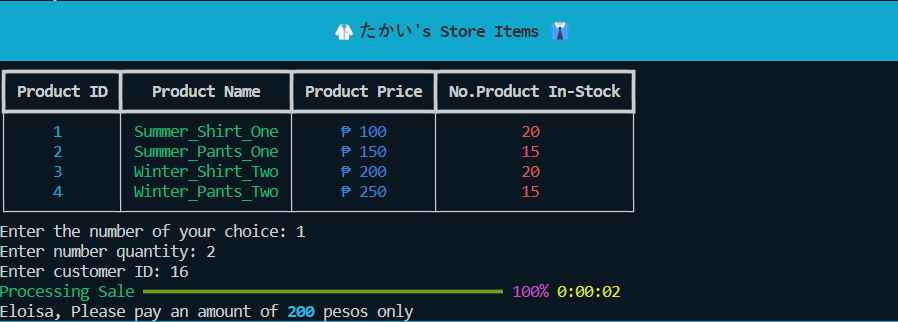 たかい's Store Items
Product ID Product Name Product Price No.Product In-Stock
1 Summer_Shirt_One ₱ 100 20
2 Summer_Pants_One ₱ 150 15
3 Winter_Shirt_Two ₱ 200 20
4 Winter_Pants_Two ₱ 250 15
Enter the number of your choice: 1
Enter number quantity: 2
Enter customer ID: 16
Processing Sale 100% 0:00:02
Eloisa, Please pay an amount of 200 pesos only